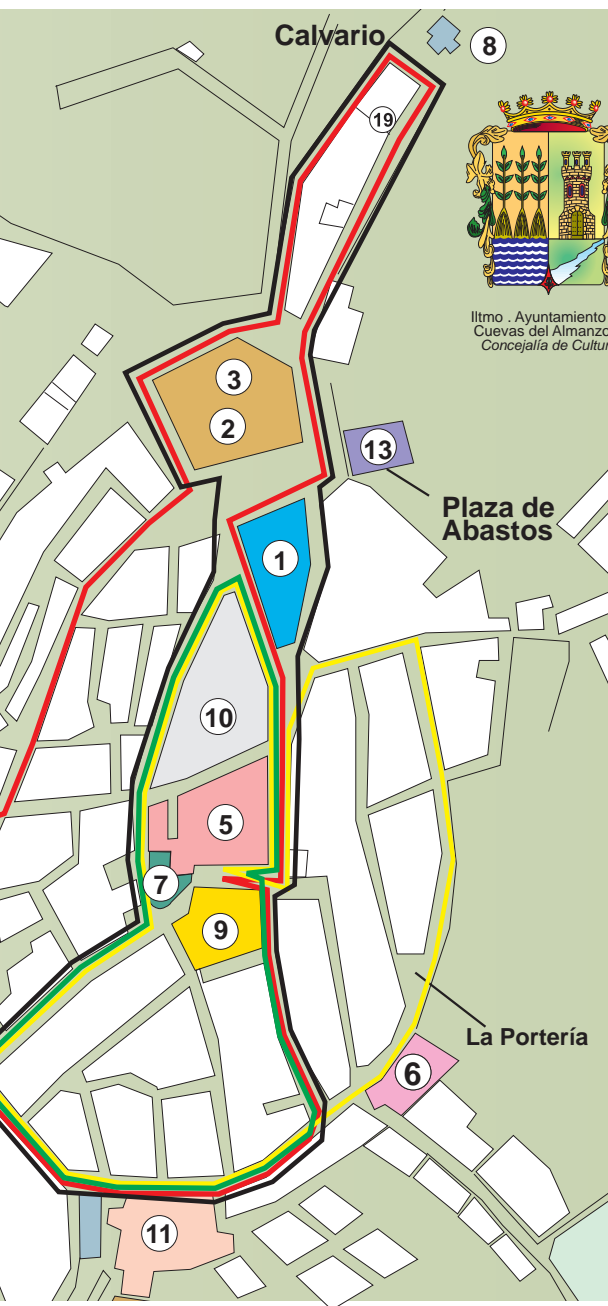 Calvario
8
19
Iltmo . Ayuntamiento
Cuevas del Almanzo
Concejalía de Cultur
3
2
13
Plaza de
Abastos
1
10
5
7
9
La Portería
6
11